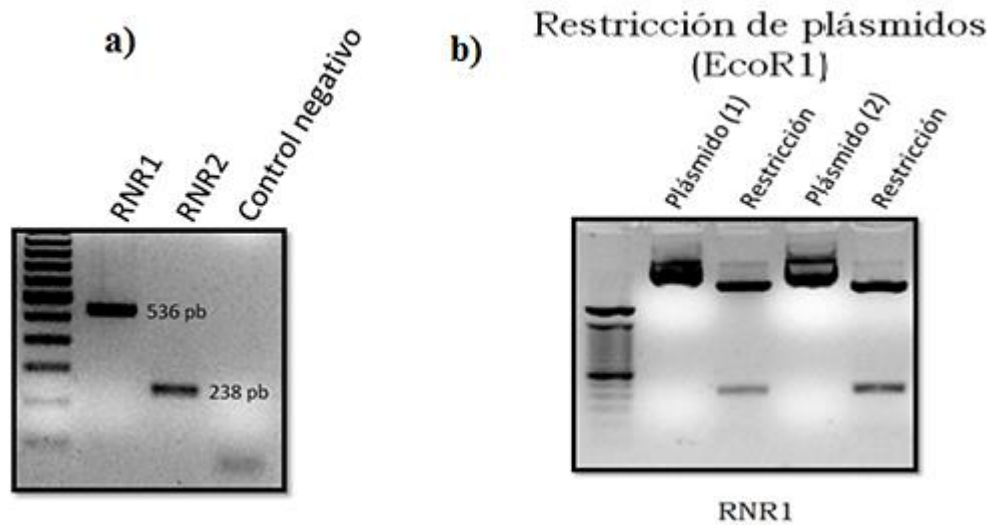 a)
RNR1
RNR2
Control negativo
536 pb
238 pb
b)
Restricción de plásmidos
(EcoR1)
Plásmido (1)
Restricción
Plásmido (2)
Restricción
RNR1